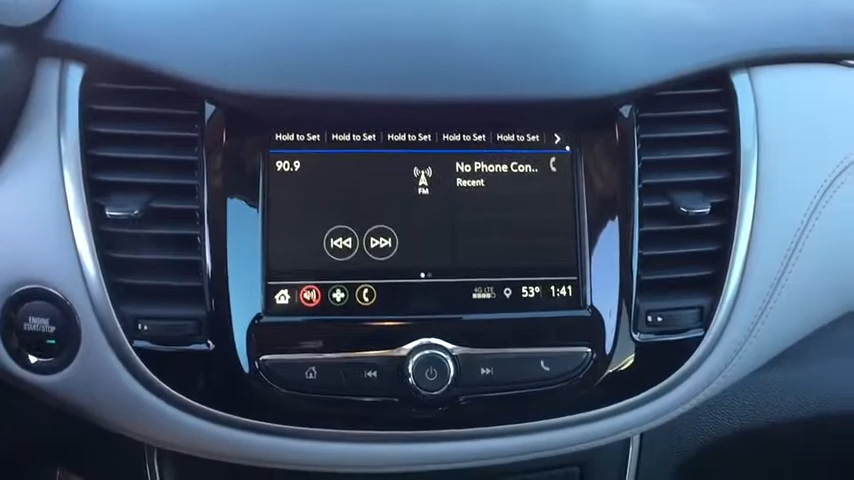 Hold to Set Hold to Set Hold to Set Hold to Set Hold to Set
90.9
FM
No Phone Con..
Recent
4G LTE
53° 1:41
ENGINE
START/STOP